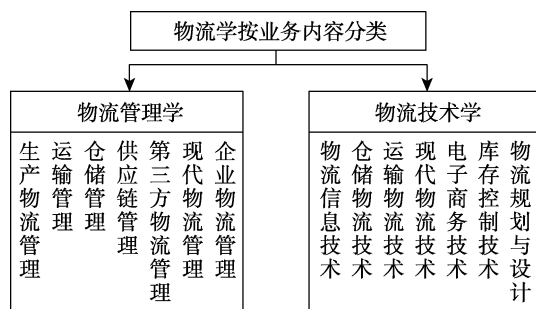 物流学按业务内容分类
物流管理学
生产物流管理
运输管理
仓储管理
供应链管理
第三方物流管理
现代物流管理
企业物流管理
物流技术学
物流信息技术
仓储物流技术
运输物流技术
现代物流技术
电子商务技术
库存控制技术
物流规划与设计